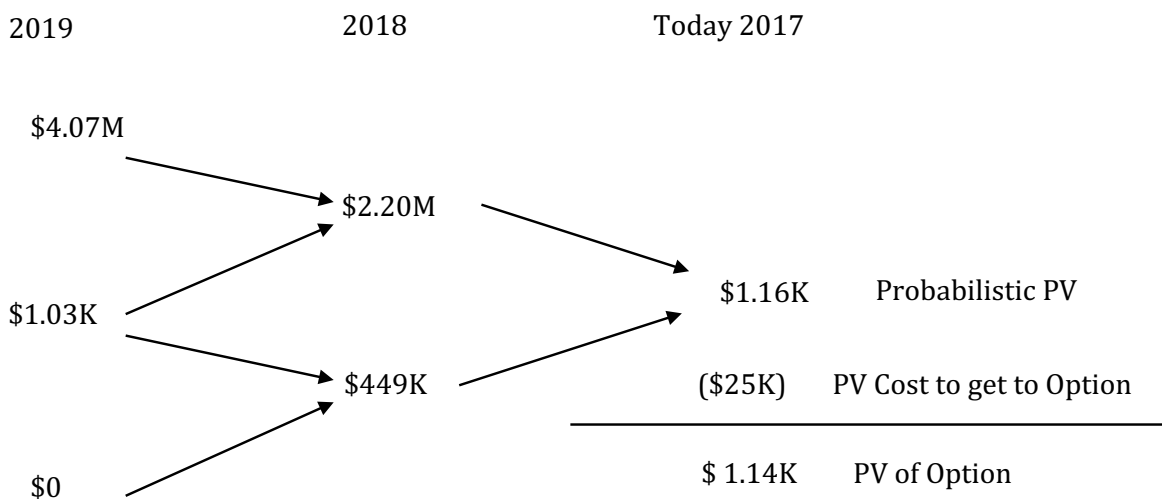 2019 2018 Today 2017
$4.07M
$2.20M
$1.16K Probabilistic PV
$1.03K
$449K ($25K) PV Cost to get to Option
$0 $ 1.14K PV of Option